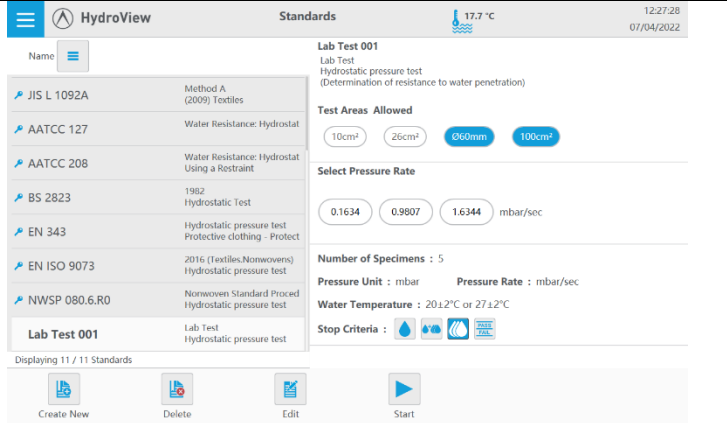 HydroView
Standards
17.7 °C
12:27:28
07/04/2022
Name
JIS L 1092A
Method A
(2009) Textiles
AATCC 127
Water Resistance: Hydrostat
AATCC 208
Water Resistance: Hydrostat
Using a Restraint
BS 2823
1982
Hydrostatic Test
EN 343
Hydrostatic pressure test
Protective clothing - Protect
EN ISO 9073
2016 (Textiles.Nonwovens)
Hydrostatic pressure test
NWSP 080.6.R0
Nonwoven Standard Proced
Hydrostatic pressure test
Lab Test 001
Lab Test
Hydrostatic pressure test
Displaying 11 / 11 Standards
Lab Test 001
Lab Test
Hydrostatic pressure test
(Determination of resistance to water penetration)
Test Areas Allowed
10cm² 26cm² Ø60mm 100cm²
Select Pressure Rate
0.1634 0.9807 1.6344 mbar/sec
Number of Specimens : 5
Pressure Unit : mbar Pressure Rate : mbar/sec
Water Temperature : 20±2°C or 27±2°C
Stop Criteria :
PASS
FAIL
Create New Delete Edit Start